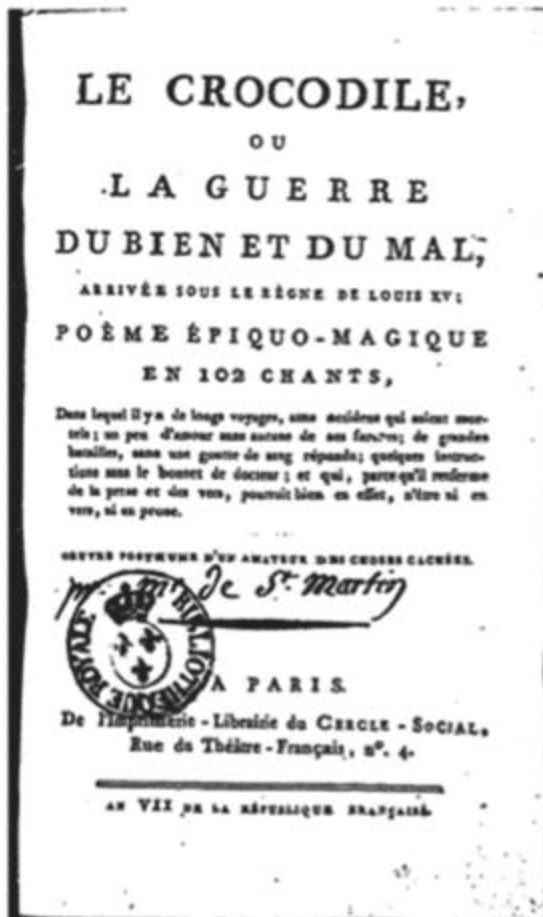 LE CROCODILE,
OU
LA GUERRE
DU BIEN ET DU MAL,
ARRIVÉE SOUS LE RÈGNE DE LOUIS XV;
POÈME ÉPIQUO-MAGIQUE
EN 102 CHANTS,
Dans lequel il y a de longs voyages, sans accidens qui soient mor-
tels; un peu d'amour sans aucune de ses fureurs; de grandes
batailles, sans une goutte de sang répandu; quelques instruc-
tions sans le bonnet de docteur; et qui, parce qu'il renferme
de la prose et des vers, pourroit bien en effet, n'être ni en
vers, ni en prose.
OEUVRE POSTHUME D'UN AMATEUR DES CHOSES CACHÉES.
mr. de St. Martin
BIBLIOTHÈQUE ROYALE
A PARIS.
De l'Imprimerie-Librairie du CERCLE-SOCIAL,
Rue du Théâtre-Français, n°. 4.
AN VII DE LA RÉPUBLIQUE FRANÇAISE.